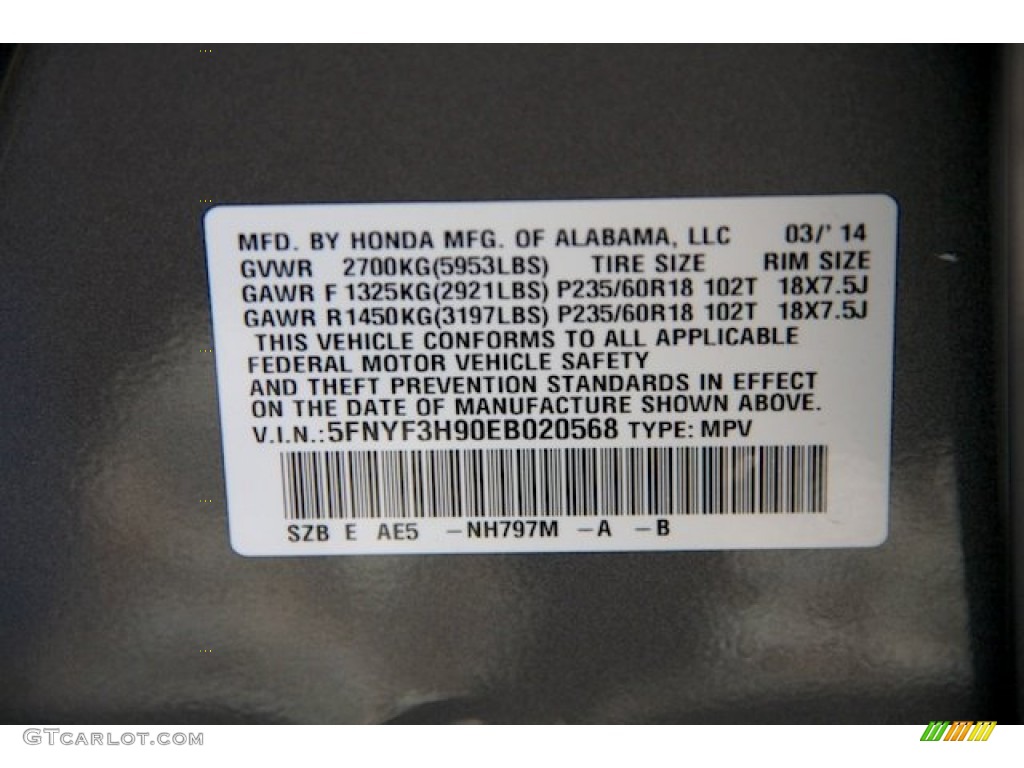 MFD. BY HONDA MFG. OF ALABAMA, LLC 03/' 14
GVWR 2700KG(5953LBS) TIRE SIZE RIM SIZE
GAWR F 1325KG(2921LBS) P235/60R18 102T 18X7.5J
GAWR R 1450KG(3197LBS) P235/60R18 102T 18X7.5J
THIS VEHICLE CONFORMS TO ALL APPLICABLE
FEDERAL MOTOR VEHICLE SAFETY
AND THEFT PREVENTION STANDARDS IN EFFECT
ON THE DATE OF MANUFACTURE SHOWN ABOVE.
V.I.N.: 5FNYF3H90EB020568 TYPE: MPV
SZB E AE5 –NH797M –A –B
GTCARLOT.COM